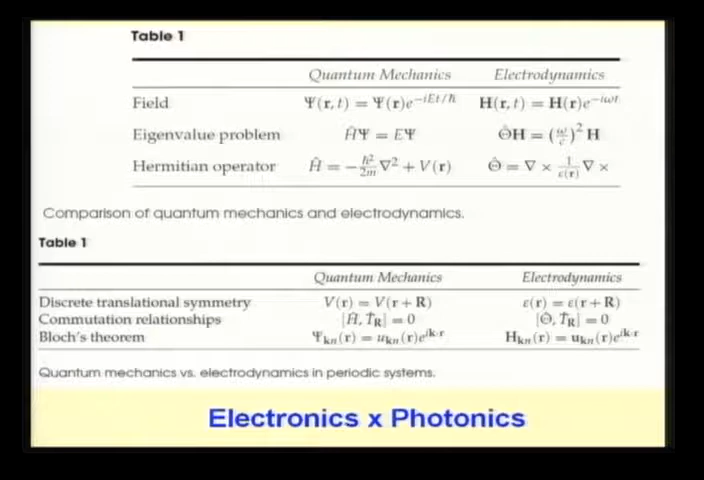 Table 1
Quantum Mechanics Electrodynamics
Field Ψ(r, t) = Ψ(r)e^{−iEt/ħ} H(r, t) = H(r)e^{−iωt}
Eigenvalue problem ĤΨ = EΨ Θ̂H = (ω/c)² H
Hermitian operator Ĥ = −ħ²/2m ∇² + V(r) Θ̂ = ∇ × 1/ε(r) ∇ ×
Comparison of quantum mechanics and electrodynamics.
Table 1
Quantum Mechanics Electrodynamics
Discrete translational symmetry V(r) = V(r + R) ε(r) = ε(r + R)
Commutation relationships [Ĥ, T̂_R] = 0 [Θ̂, T̂_R] = 0
Bloch's theorem Ψ_kn(r) = u_kn(r)e^{ik·r} H_kn(r) = u_kn(r)e^{ik·r}
Quantum mechanics vs. electrodynamics in periodic systems.
Electronics x Photonics